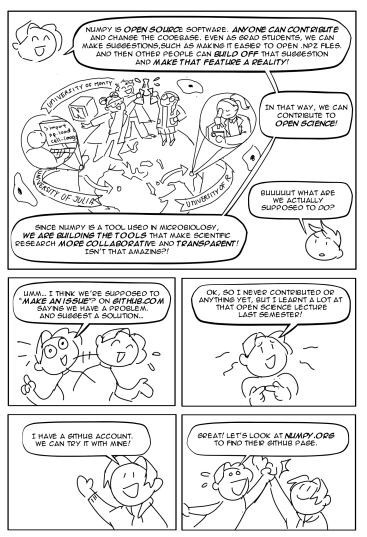 NUMPY IS OPEN SOURCE SOFTWARE. ANYONE CAN CONTRIBUTE
AND CHANGE THE CODEBASE. EVEN AS GRAD STUDENTS, WE CAN
MAKE SUGGESTIONS,SUCH AS MAKING IT EASIER TO OPEN .NPZ FILES.
AND THEN OTHER PEOPLE CAN BUILD OFF THAT SUGGESTION
AND MAKE THAT FEATURE A REALITY!
IN THAT WAY, WE CAN
CONTRIBUTE TO
OPEN SCIENCE!
UNIVERSITY OF MONTY
UNIVERSITY OF JULIA
UNIVERSITY OF R
BUUUUUT WHAT ARE
WE ACTUALLY
SUPPOSED TO DO?
SINCE NUMPY IS A TOOL USED IN MICROBIOLOGY,
WE ARE BUILDING THE TOOLS THAT MAKE SCIENTIFIC
RESEARCH MORE COLLABORATIVE AND TRANSPARENT!
ISN'T THAT AMAZING?!
UMM... I THINK WE'RE SUPPOSED TO
"MAKE AN ISSUE"? ON GITHUB.COM
SAYING WE HAVE A PROBLEM.
AND SUGGEST A SOLUTION...
OK, SO I NEVER CONTRIBUTED OR
ANYTHING YET, BUT I LEARNT A LOT AT
THAT OPEN SCIENCE LECTURE
LAST SEMESTER!
I HAVE A GITHUB ACCOUNT.
WE CAN TRY IT WITH MINE!
GREAT! LET'S LOOK AT NUMPY.ORG
TO FIND THEIR GITHUB PAGE.